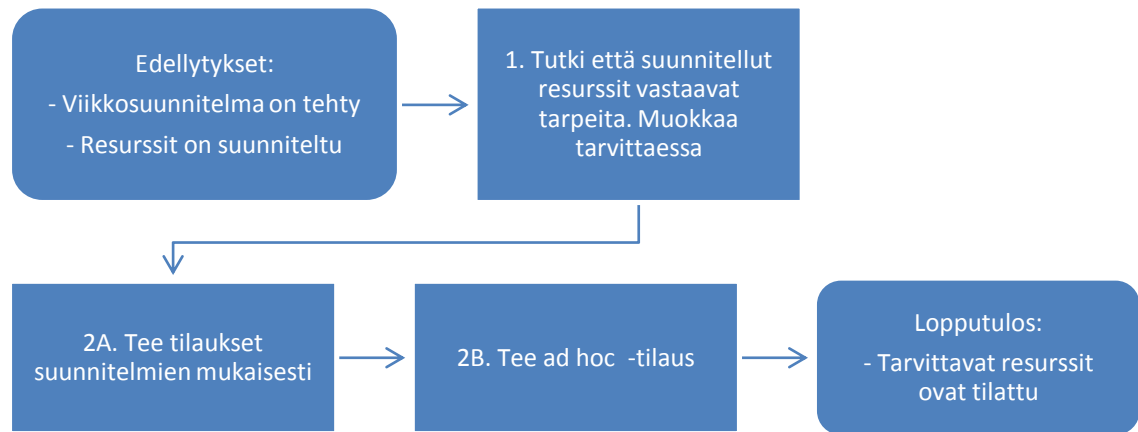 Edellytykset:
- Viikkosuunnitelma on tehty
- Resurssit on suunniteltu
1. Tutki että suunnitellut
resurssit vastaavat
tarpeita. Muokkaa
tarvittaessa
2A. Tee tilaukset
suunnitelmien mukaisesti
2B. Tee ad hoc -tilaus
Lopputulos:
- Tarvittavat resurssit
ovat tilattu